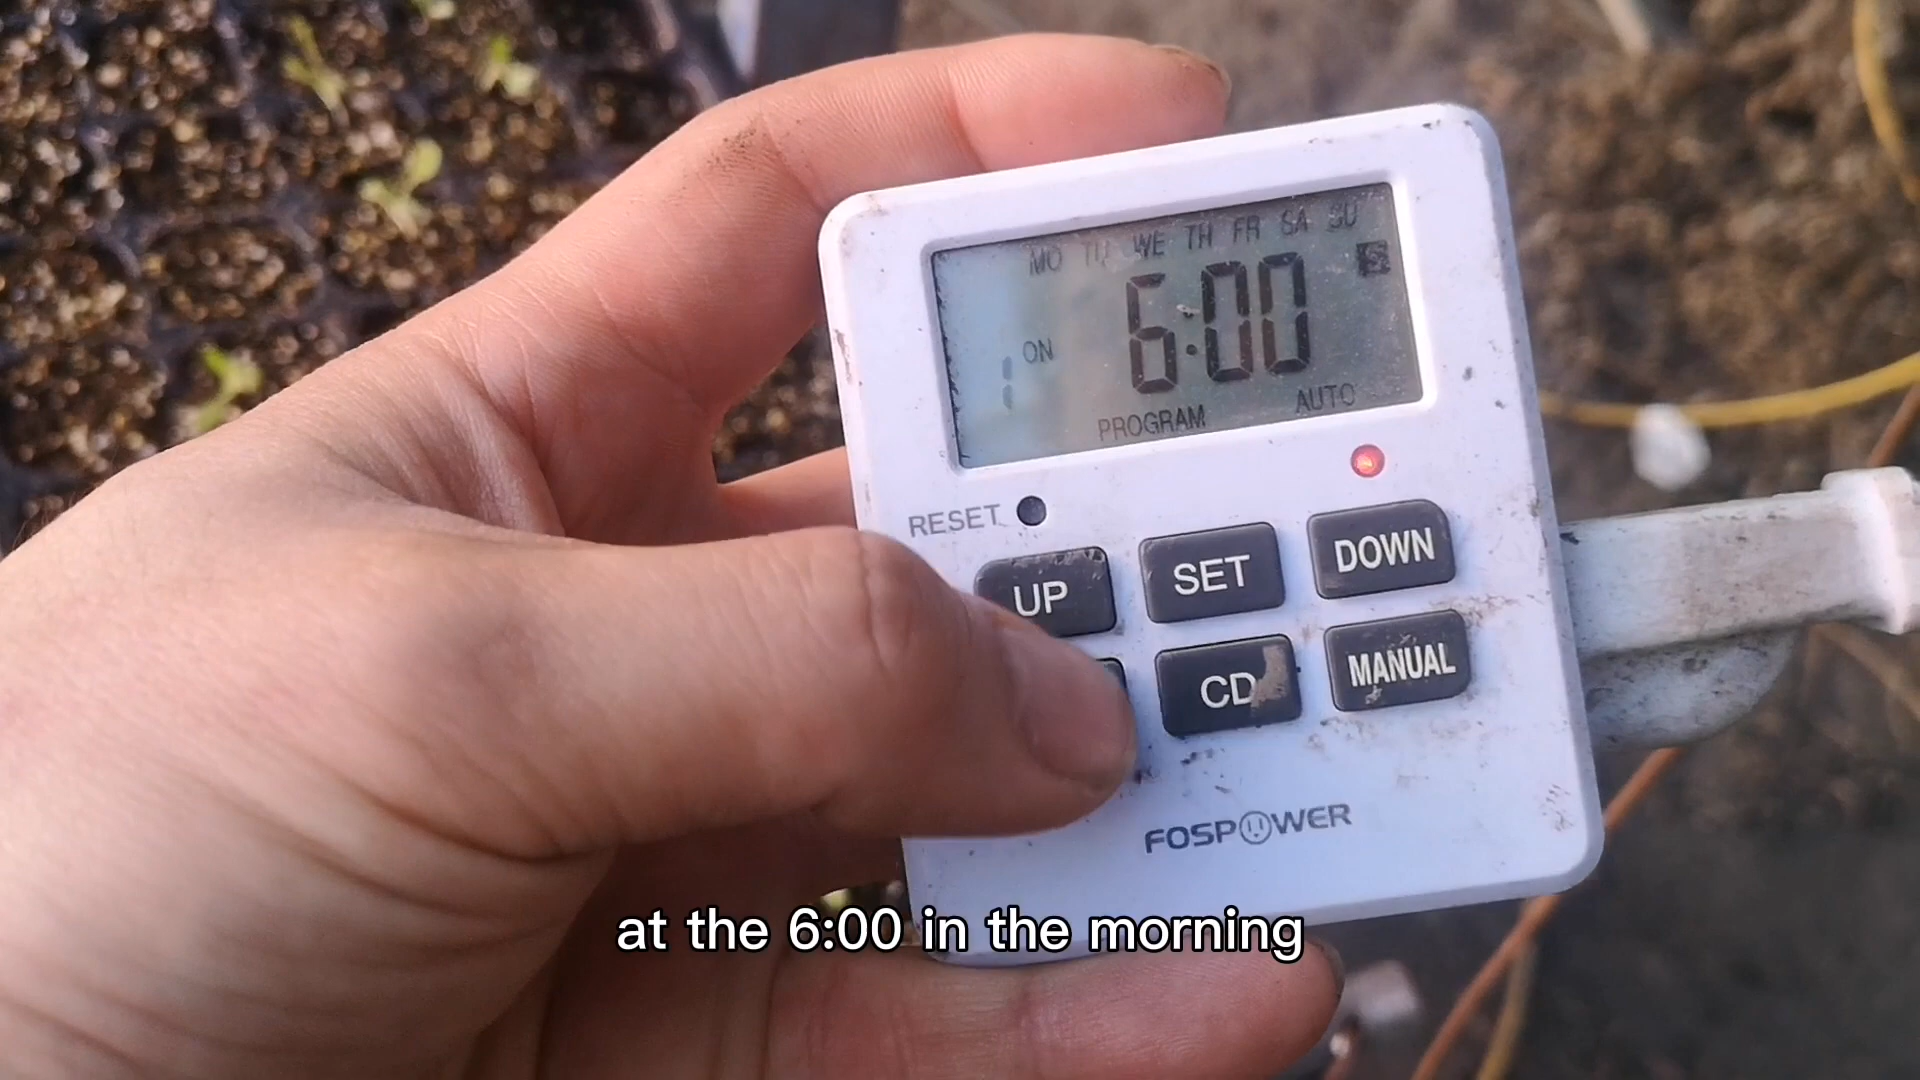 MO TU WE TH FR SA SU
S
1 ON 6:00
PROGRAM AUTO
RESET
UP SET DOWN
CD MANUAL
FOSPOWER
at the 6:00 in the morning